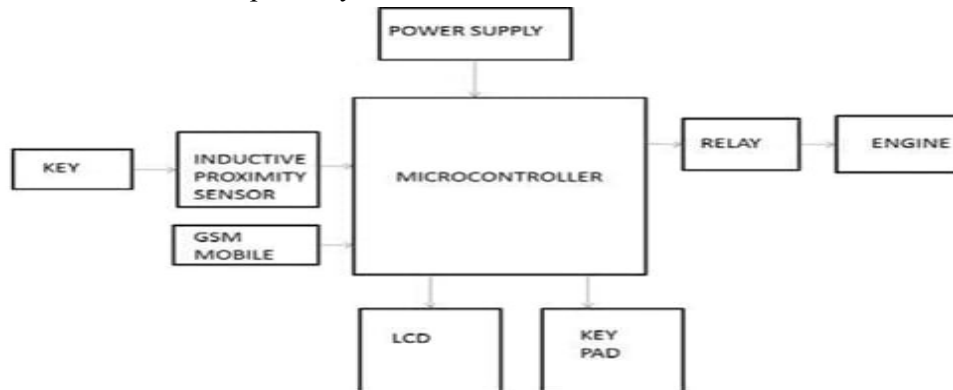 POWER SUPPLY
KEY
INDUCTIVE
PROXIMITY
SENSOR
MICROCONTROLLER
RELAY
ENGINE
GSM
MOBILE
LCD
KEY
PAD